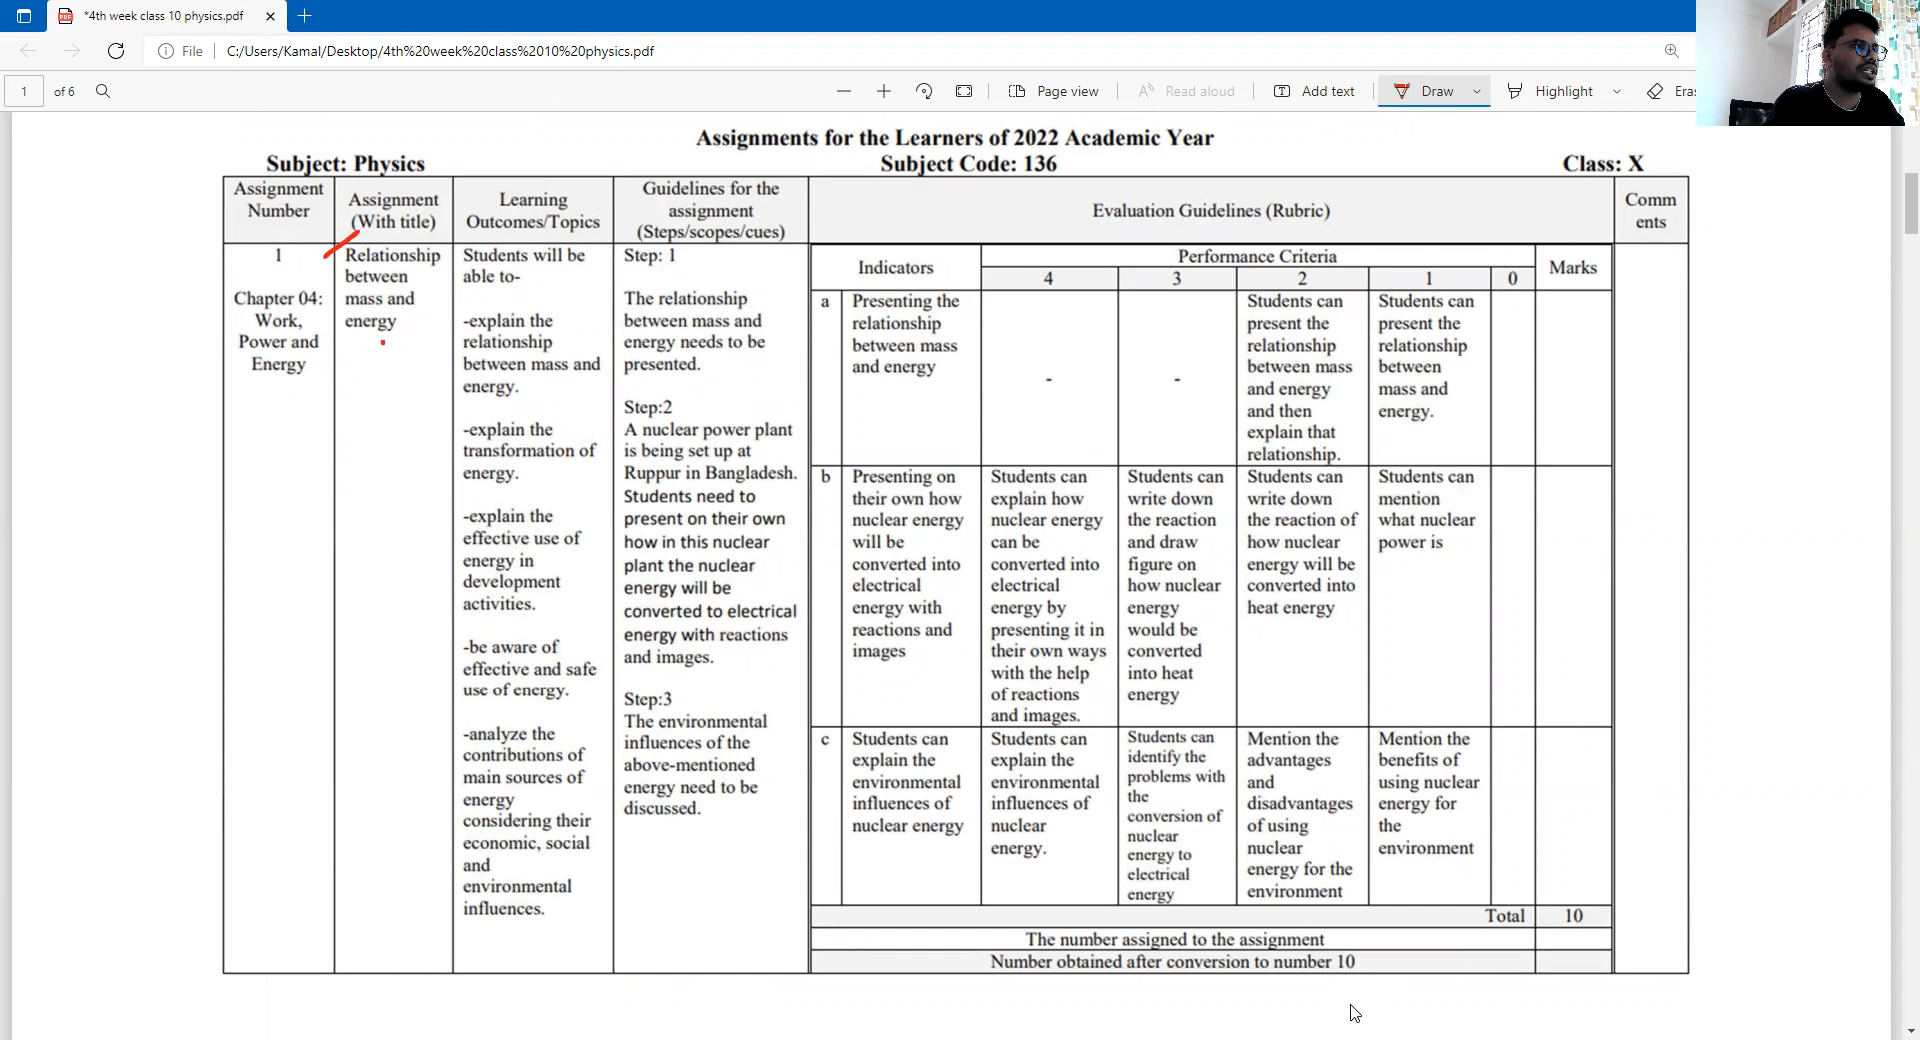 *4th week class 10 physics.pdf
File
C:/Users/Kamal/Desktop/4th%20week%20class%2010%20physics.pdf
1
of 6
Page view
Read aloud
Add text
Draw
Highlight
Eras
Assignments for the Learners of 2022 Academic Year
Subject: Physics
Subject Code: 136
Class: X
Assignment
Number
Assignment
(With title)
Learning
Outcomes/Topics
Guidelines for the
assignment
(Steps/scopes/cues)
Evaluation Guidelines (Rubric)
Comm
ents
1
Chapter 04:
Work,
Power and
Energy
Relationship
between
mass and
energy
Students will be
able to-
-explain the
relationship
between mass and
energy.
-explain the
transformation of
energy.
-explain the
effective use of
energy in
development
activities.
-be aware of
effective and safe
use of energy.
-analyze the
contributions of
main sources of
energy
considering their
economic, social
and
environmental
influences.
Step: 1
The relationship
between mass and
energy needs to be
presented.
Step:2
A nuclear power plant
is being set up at
Ruppur in Bangladesh.
Students need to
present on their own
how in this nuclear
plant the nuclear
energy will be
converted to electrical
energy with reactions
and images.
Step:3
The environmental
influences of the
above-mentioned
energy need to be
discussed.
Indicators
Performance Criteria
Marks
4
3
2
1
0
a
Presenting the
relationship
between mass
and energy
-
-
Students can
present the
relationship
between mass
and energy
and then
explain that
relationship.
Students can
present the
relationship
between
mass and
energy.
b
Presenting on
their own how
nuclear energy
will be
converted into
electrical
energy with
reactions and
images
Students can
explain how
nuclear energy
can be
converted into
electrical
energy by
presenting it in
their own ways
with the help
of reactions
and images.
Students can
write down
the reaction
and draw
figure on
how nuclear
energy
would be
converted
into heat
energy
Students can
write down
the reaction of
how nuclear
energy will be
converted into
heat energy
Students can
mention
what nuclear
power is
c
Students can
explain the
environmental
influences of
nuclear energy
Students can
explain the
environmental
influences of
nuclear
energy.
Students can
identify the
problems with
the
conversion of
nuclear
energy to
electrical
energy
Mention the
advantages
and
disadvantages
of using
nuclear
energy for the
environment
Mention the
benefits of
using nuclear
energy for
the
environment
Total
10
The number assigned to the assignment
Number obtained after conversion to number 10